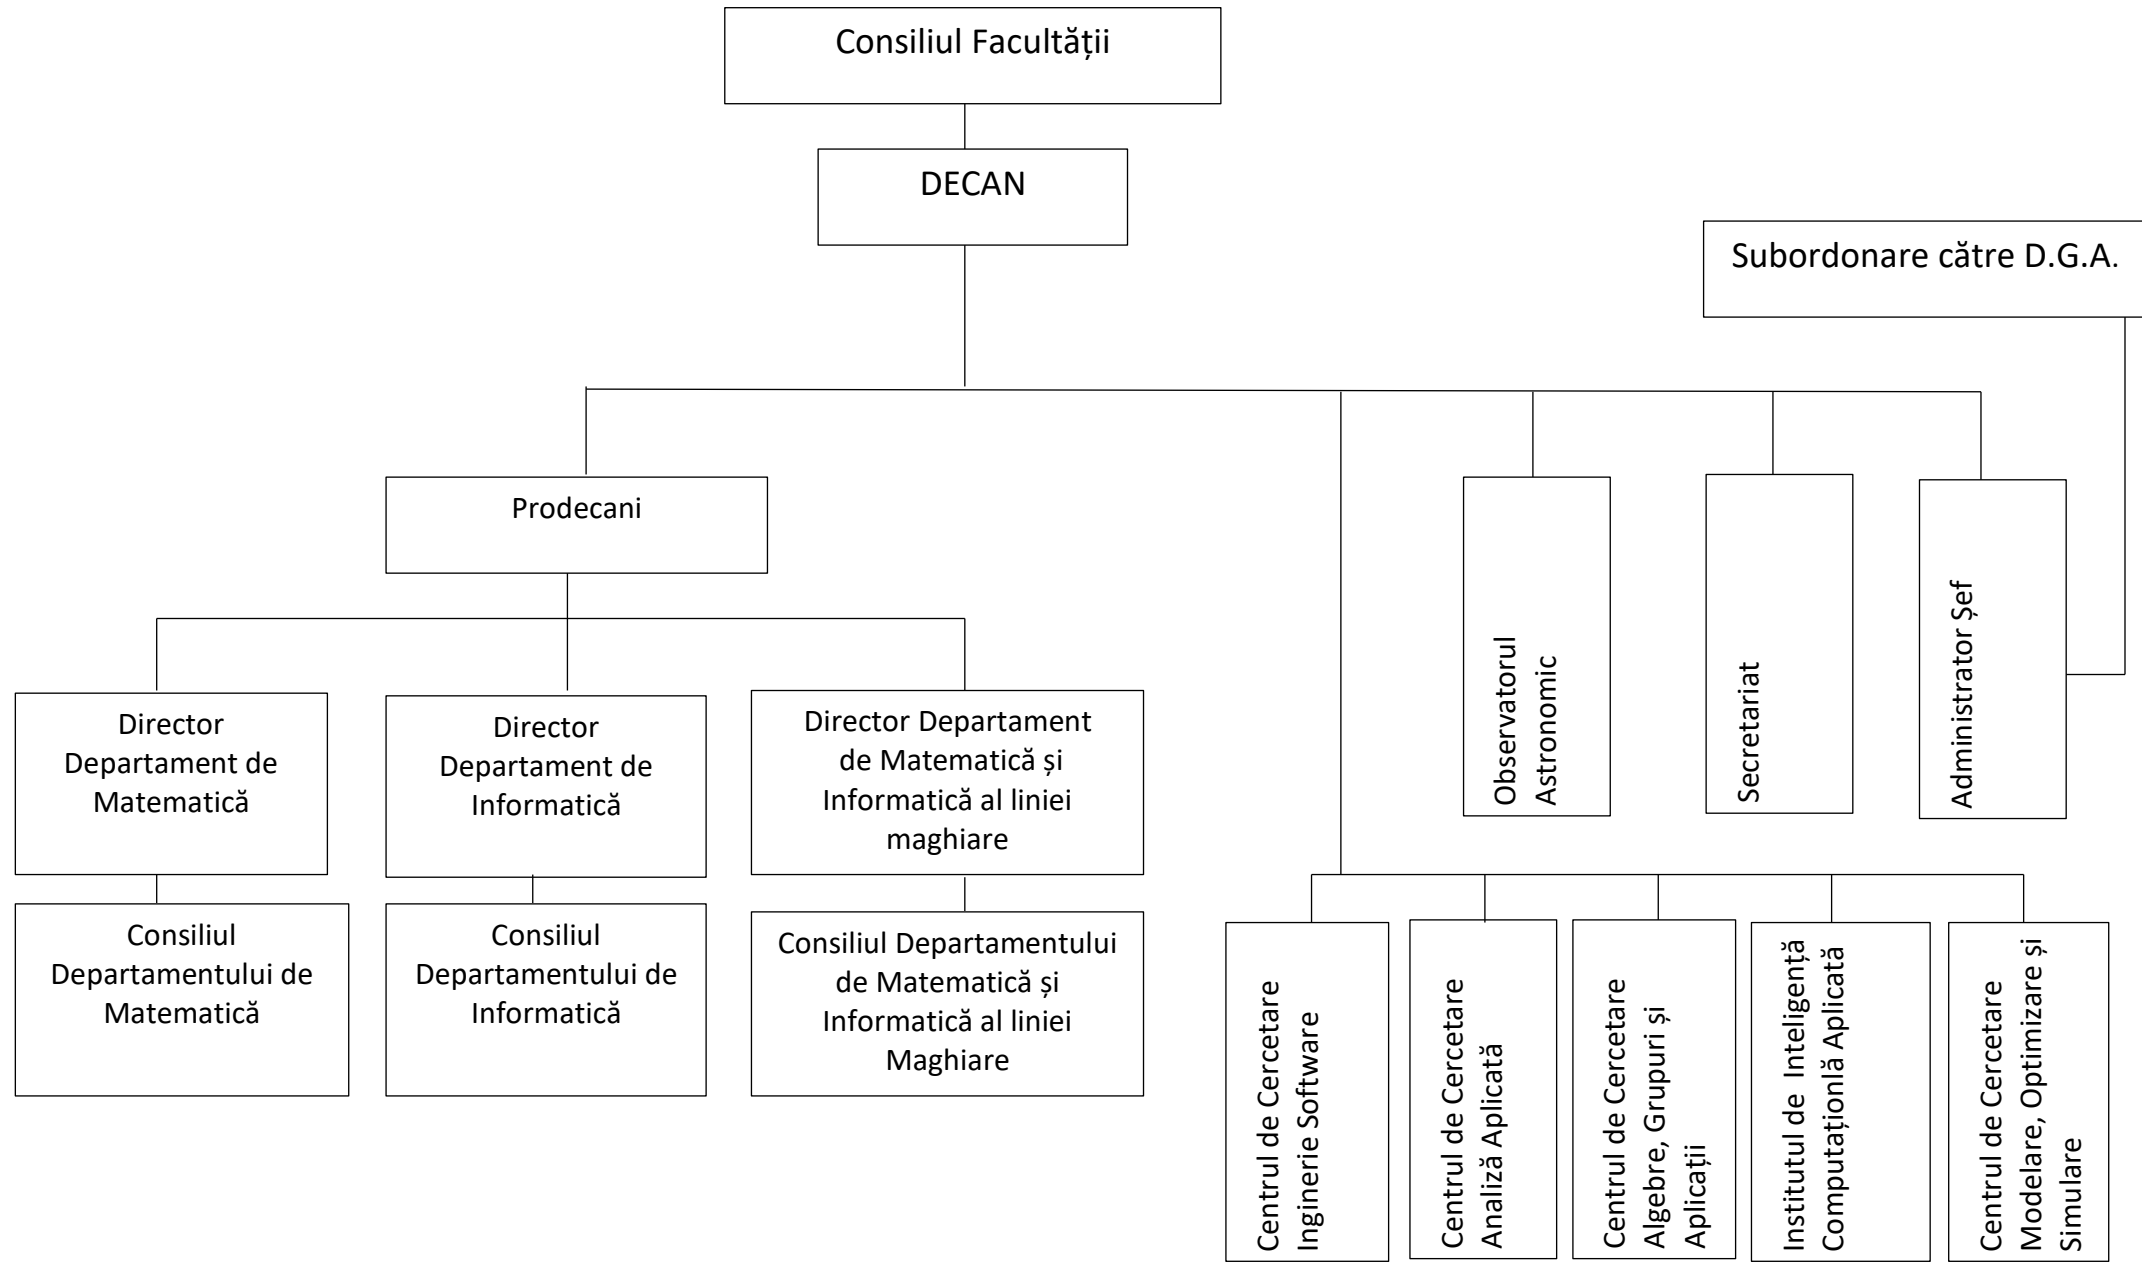 Consiliul Facultății
DECAN
Subordonare către D.G.A.
Prodecani
Observatorul
Astronomic
Secretariat
Administrator Șef
Director
Departament de
Matematică
Director
Departament de
Informatică
Director Departament
de Matematică și
Informatică al liniei
maghiare
Consiliul
Departamentului de
Matematică
Consiliul
Departamentului de
Informatică
Consiliul Departamentului
de Matematică și
Informatică al liniei
Maghiare
Centrul de Cercetare
Inginerie Software
Centrul de Cercetare
Analiză Aplicată
Centrul de Cercetare
Algebre, Grupuri și
Aplicații
Institutul de Inteligență
Computaționlă Aplicată
Centrul de Cercetare
Modelare, Optimizare și
Simulare